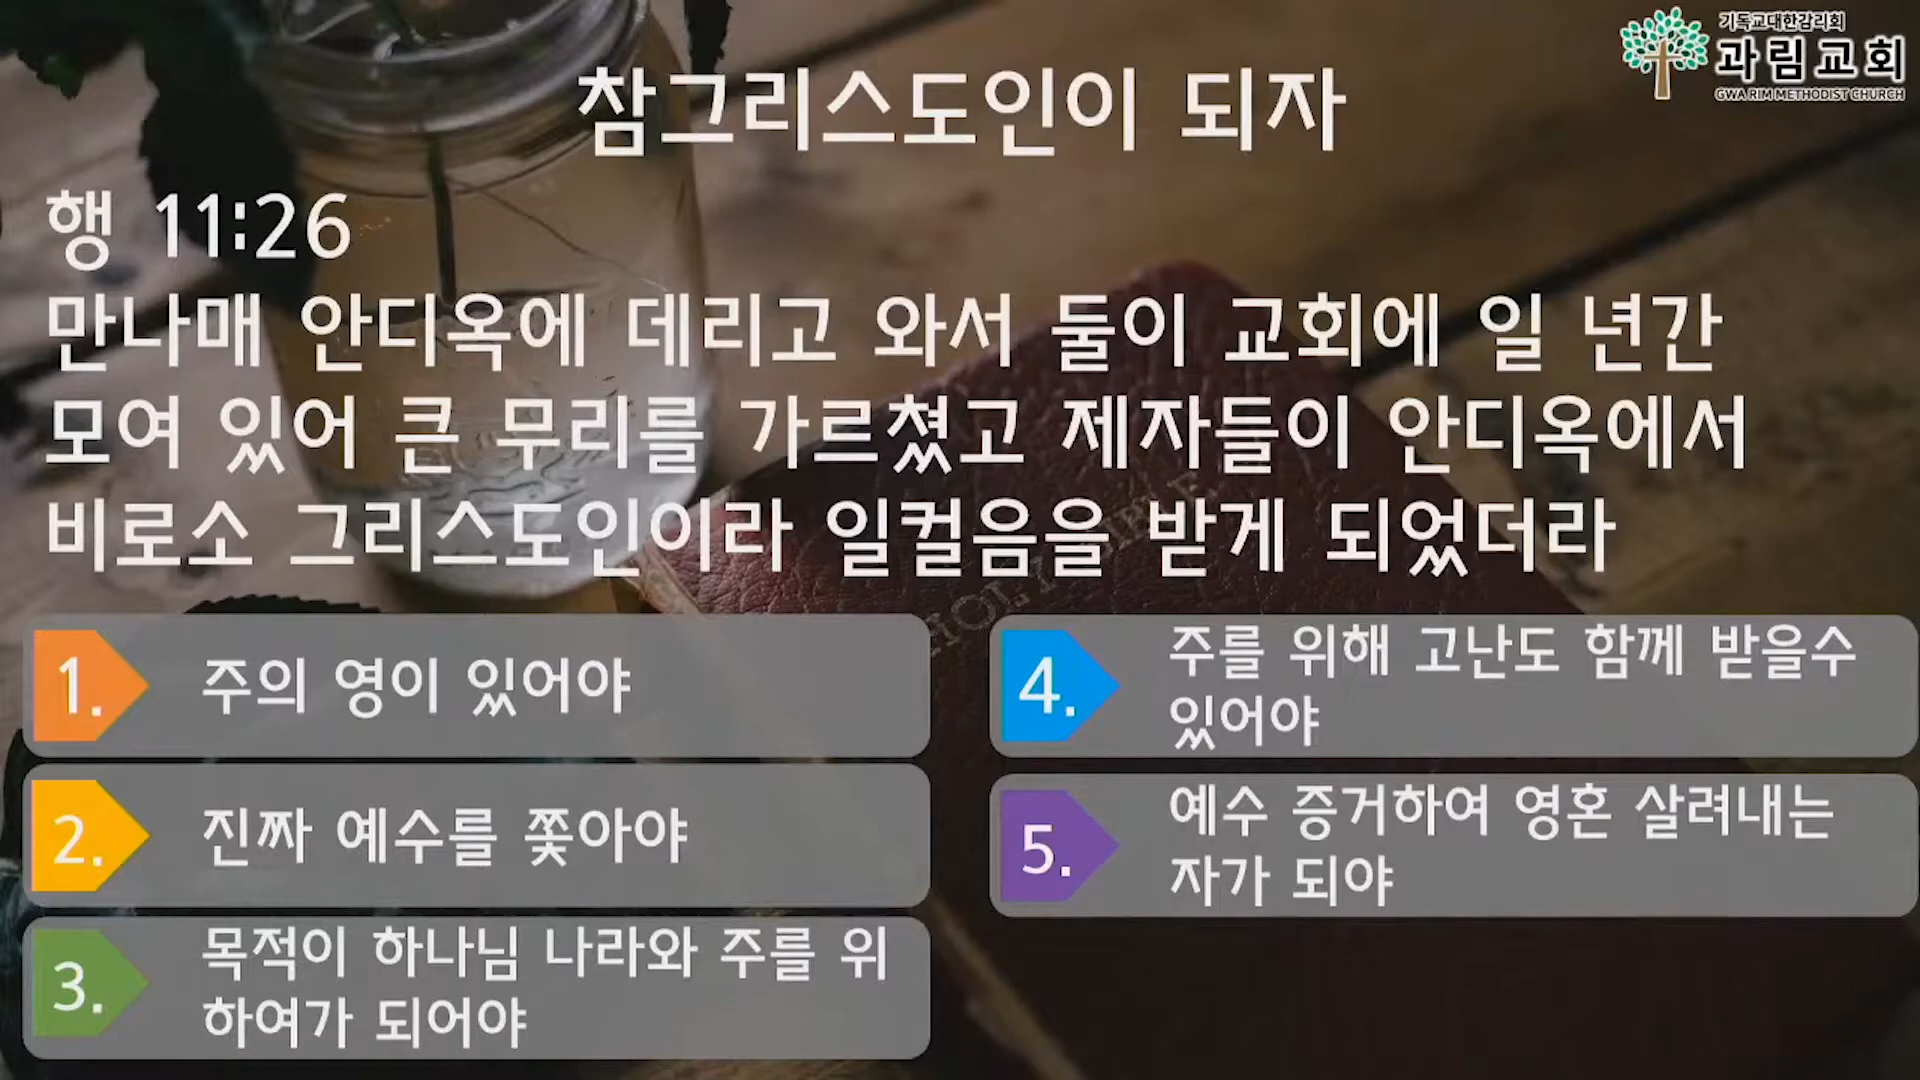 기독교대한감리회
과림교회
GWA RIM METHODIST CHURCH
참그리스도인이 되자
행 11:26
만나매 안디옥에 데리고 와서 둘이 교회에 일 년간
모여 있어 큰 무리를 가르쳤고 제자들이 안디옥에서
비로소 그리스도인이라 일컬음을 받게 되었더라
HOLY BIBLE
1. 주의 영이 있어야
2. 진짜 예수를 쫓아야
3. 목적이 하나님 나라와 주를 위
하여가 되어야
4. 주를 위해 고난도 함께 받을수
있어야
5. 예수 증거하여 영혼 살려내는
자가 되야